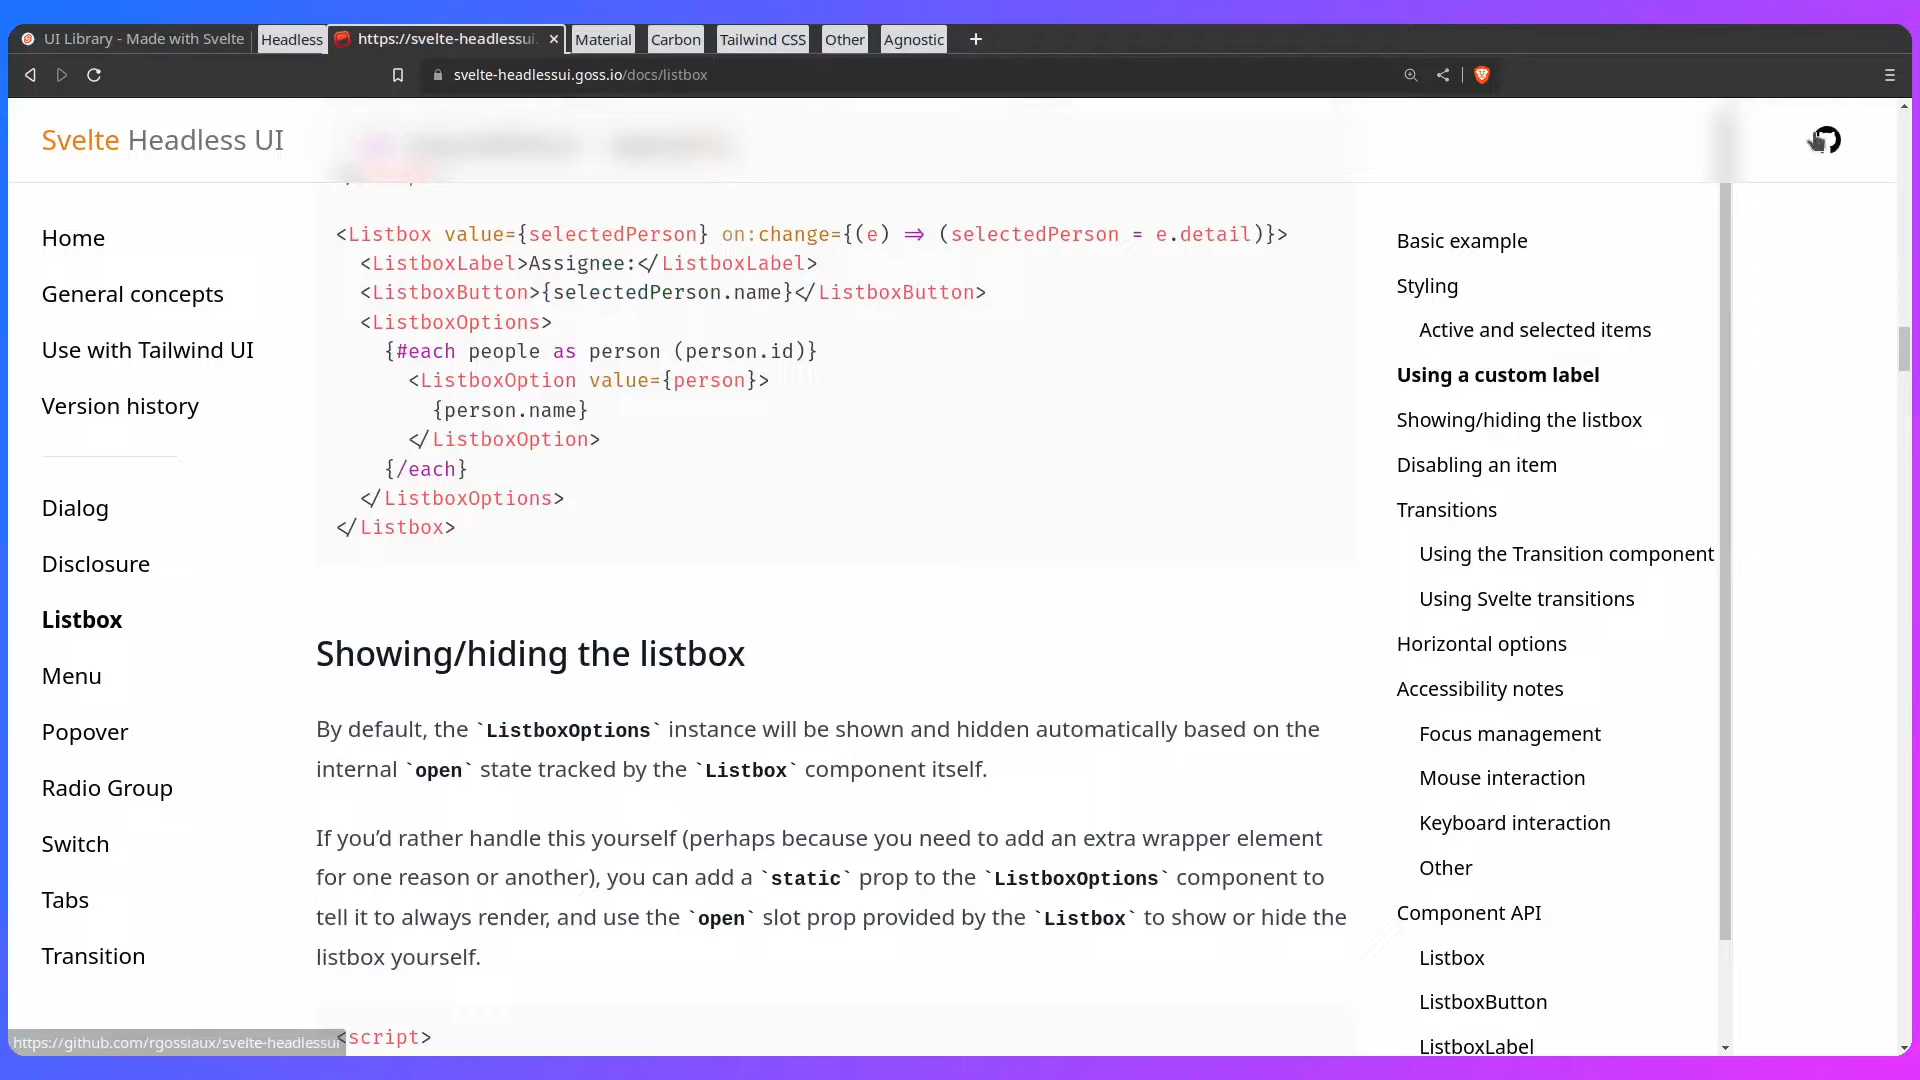 UI Library - Made with Svelte
Headless
https://svelte-headlessui.
Material
Carbon
Tailwind CSS
Other
Agnostic
svelte-headlessui.goss.io/docs/listbox
Svelte Headless UI
Home
General concepts
Use with Tailwind UI
Version history
Dialog
Disclosure
Listbox
Menu
Popover
Radio Group
Switch
Tabs
Transition
<Listbox value={selectedPerson} on:change={(e) => (selectedPerson = e.detail)}>
<ListboxLabel>Assignee:</ListboxLabel>
<ListboxButton>{selectedPerson.name}</ListboxButton>
<ListboxOptions>
{#each people as person (person.id)}
<ListboxOption value={person}>
{person.name}
</ListboxOption>
{/each}
</ListboxOptions>
</Listbox>
Showing/hiding the listbox
By default, the `ListboxOptions` instance will be shown and hidden automatically based on the
internal `open` state tracked by the `Listbox` component itself.
If you’d rather handle this yourself (perhaps because you need to add an extra wrapper element
for one reason or another), you can add a `static` prop to the `ListboxOptions` component to
tell it to always render, and use the `open` slot prop provided by the `Listbox` to show or hide the
listbox yourself.
<script>
Basic example
Styling
Active and selected items
Using a custom label
Showing/hiding the listbox
Disabling an item
Transitions
Using the Transition component
Using Svelte transitions
Horizontal options
Accessibility notes
Focus management
Mouse interaction
Keyboard interaction
Other
Component API
Listbox
ListboxButton
ListboxLabel
https://github.com/rgossiaux/svelte-headlessui